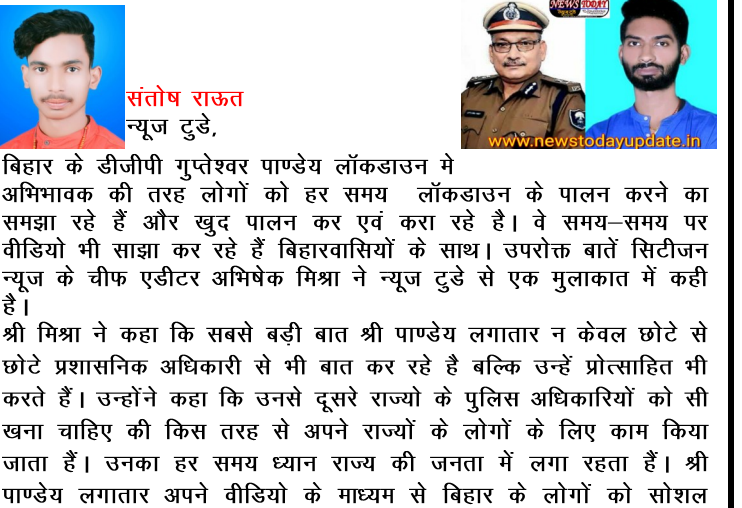 NEWS TODAY
संतोष राऊत
न्यूज टुडे,
www.newstodayupdate.in
बिहार के डीजीपी गुप्तेश्वर पाण्डेय लॉकडाउन मे
अभिभावक की तरह लोगों को हर समय लॉकडाउन के पालन करने का
समझा रहे हैं और खुद पालन कर एवं करा रहे है। वे समय–समय पर
वीडियो भी साझा कर रहे हैं बिहारवासियों के साथ। उपरोक्त बातें सिटीजन
न्यूज के चीफ एडीटर अभिषेक मिश्रा ने न्यूज टुडे से एक मुलाकात में कही
है।
श्री मिश्रा ने कहा कि सबसे बड़ी बात श्री पाण्डेय लगातार न केवल छोटे से
छोटे प्रशासनिक अधिकारी से भी बात कर रहे है बल्कि उन्हें प्रोत्साहित भी
करते हैं। उन्होंने कहा कि उनसे दूसरे राज्यो के पुलिस अधिकारियों को सी
खना चाहिए की किस तरह से अपने राज्यों के लोगों के लिए काम किया
जाता हैं। उनका हर समय ध्यान राज्य की जनता में लगा रहता हैं। श्री
पाण्डेय लगातार अपने वीडियो के माध्यम से बिहार के लोगों को सोशल